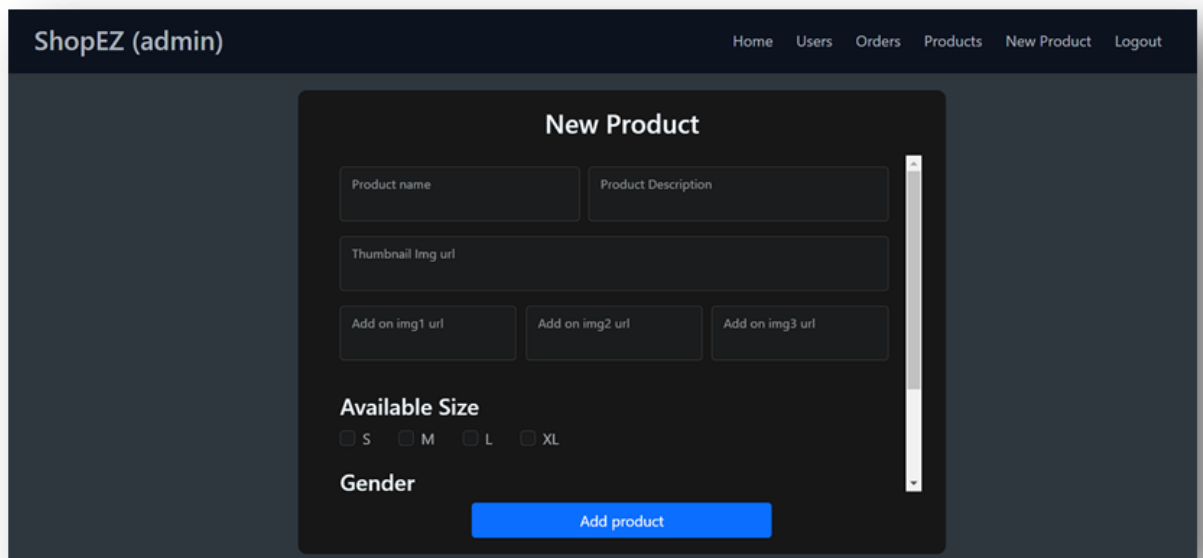 ShopEZ (admin)
Home Users Orders Products New Product Logout
New Product
Product name Product Description
Thumbnail Img url
Add on img1 url Add on img2 url Add on img3 url
Available Size
S M L XL
Gender
Add product